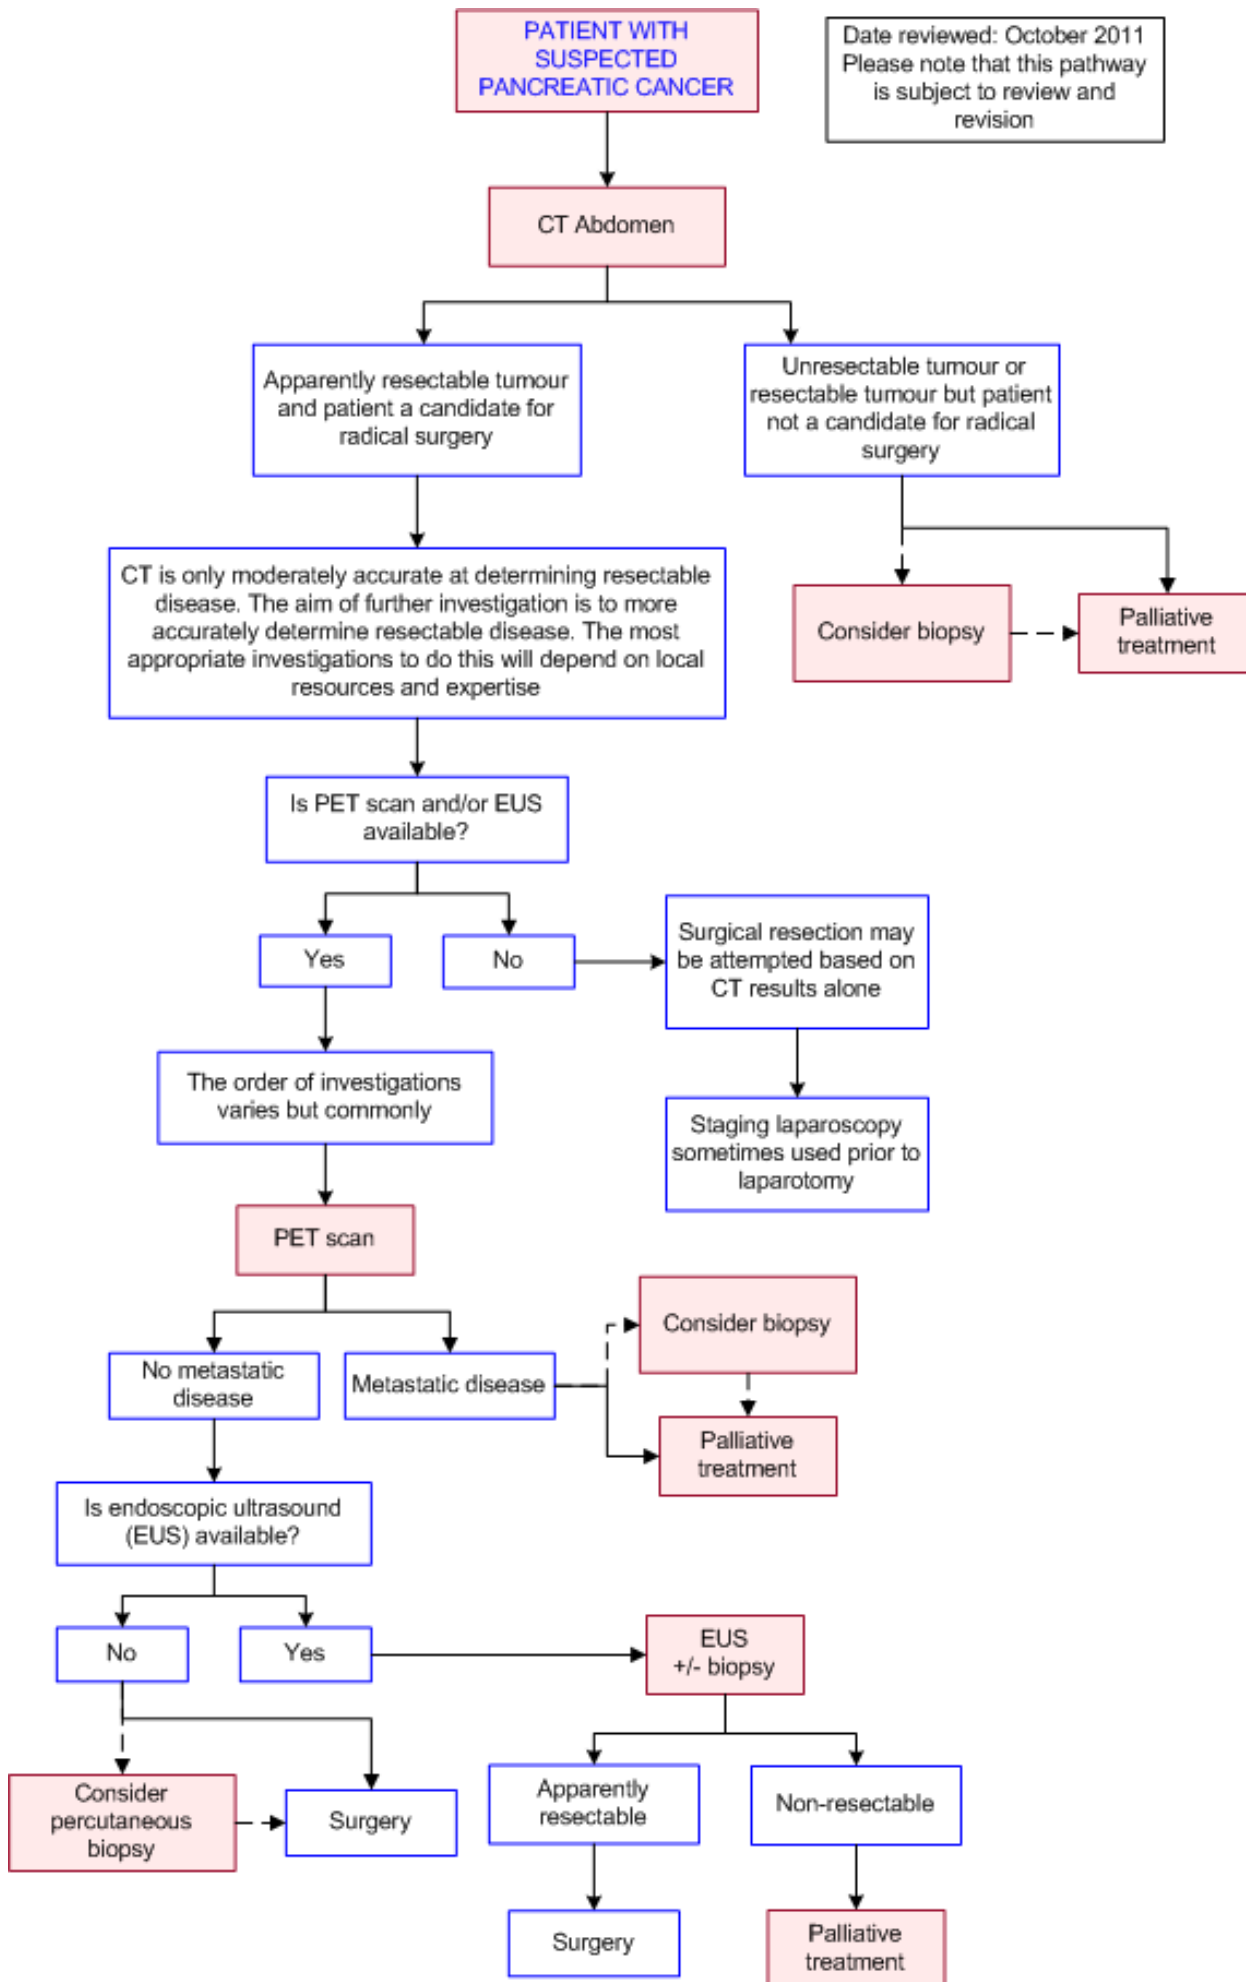 PATIENT WITH
SUSPECTED
PANCREATIC CANCER
Date reviewed: October 2011
Please note that this pathway
is subject to review and
revision
CT Abdomen
Apparently resectable tumour
and patient a candidate for
radical surgery
Unresectable tumour or
resectable tumour but patient
not a candidate for radical
surgery
CT is only moderately accurate at determining resectable
disease. The aim of further investigation is to more
accurately determine resectable disease. The most
appropriate investigations to do this will depend on local
resources and expertise
Consider biopsy
Palliative
treatment
Is PET scan and/or EUS
available?
Yes
No
Surgical resection may
be attempted based on
CT results alone
The order of investigations
varies but commonly
Staging laparoscopy
sometimes used prior to
laparotomy
PET scan
Consider biopsy
No metastatic
disease
Metastatic disease
Palliative
treatment
Is endoscopic ultrasound
(EUS) available?
No
Yes
EUS
+/- biopsy
Consider
percutaneous
biopsy
Surgery
Apparently
resectable
Non-resectable
Surgery
Palliative
treatment